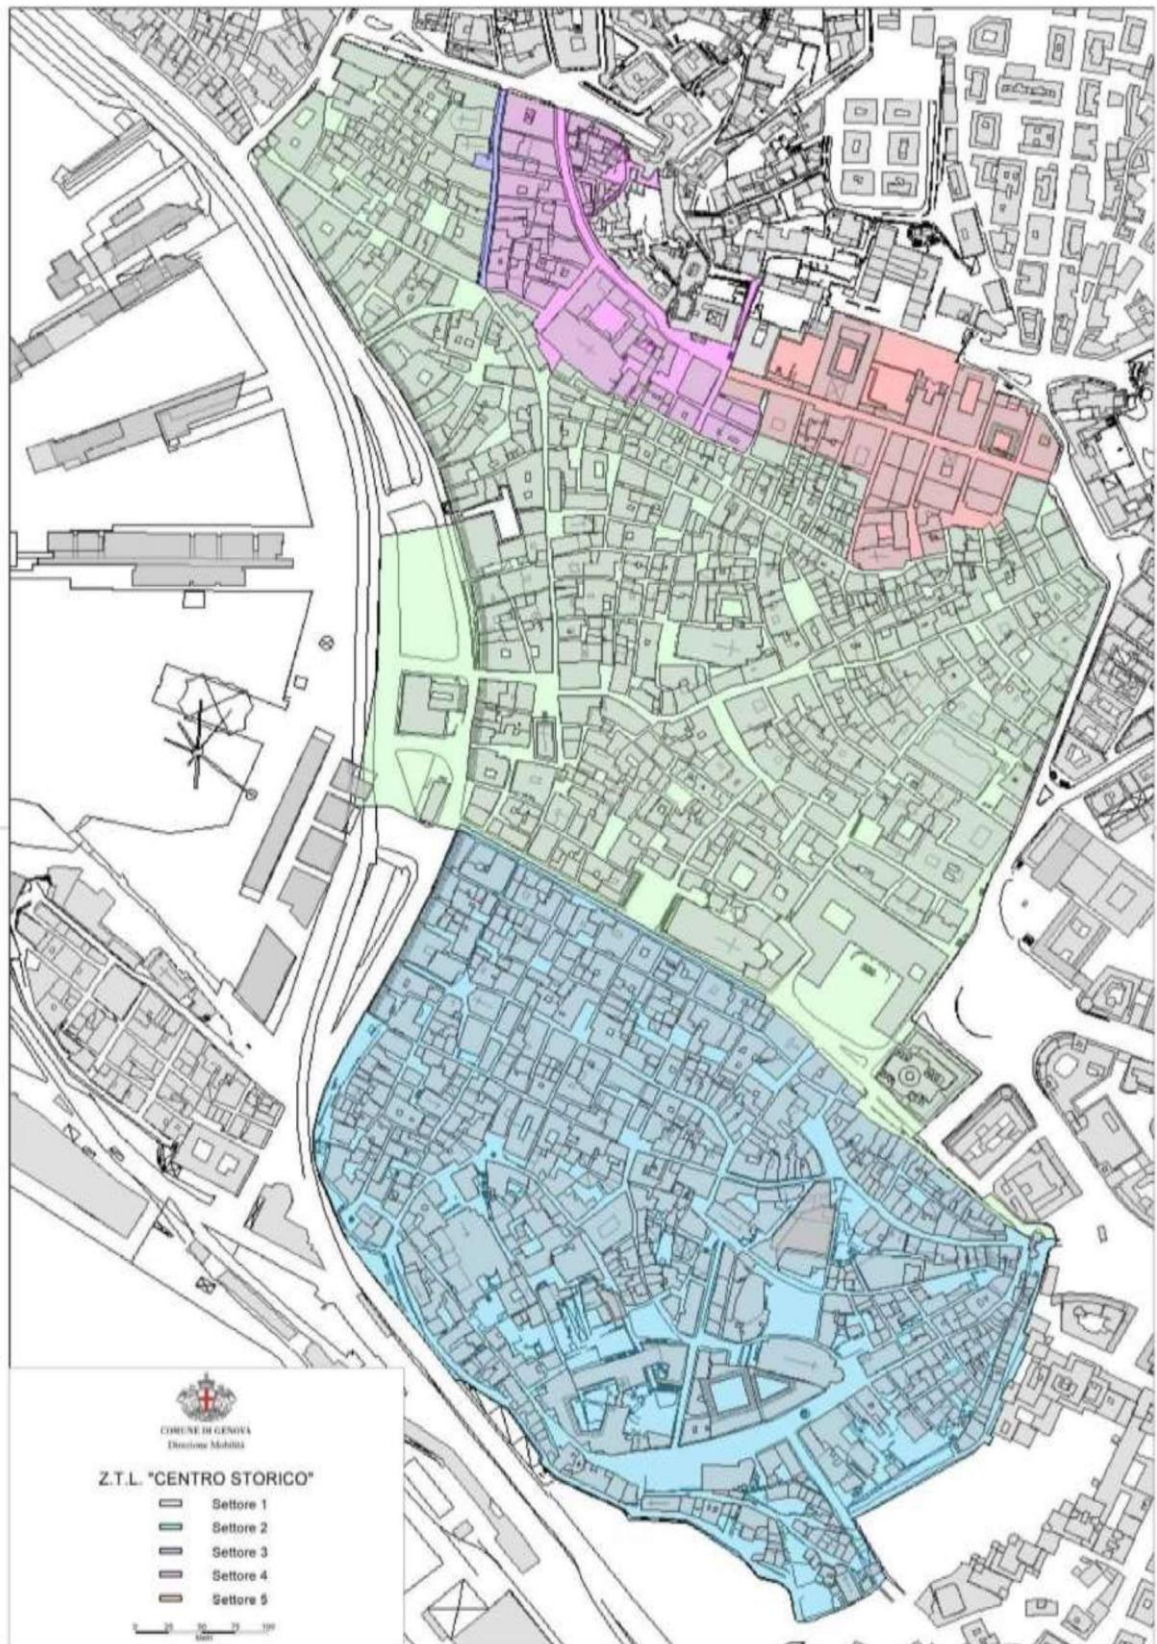 COMUNE DI GENOVA
Direzione Mobilità
Z.T.L. "CENTRO STORICO"
Settore 1
Settore 2
Settore 3
Settore 4
Settore 5